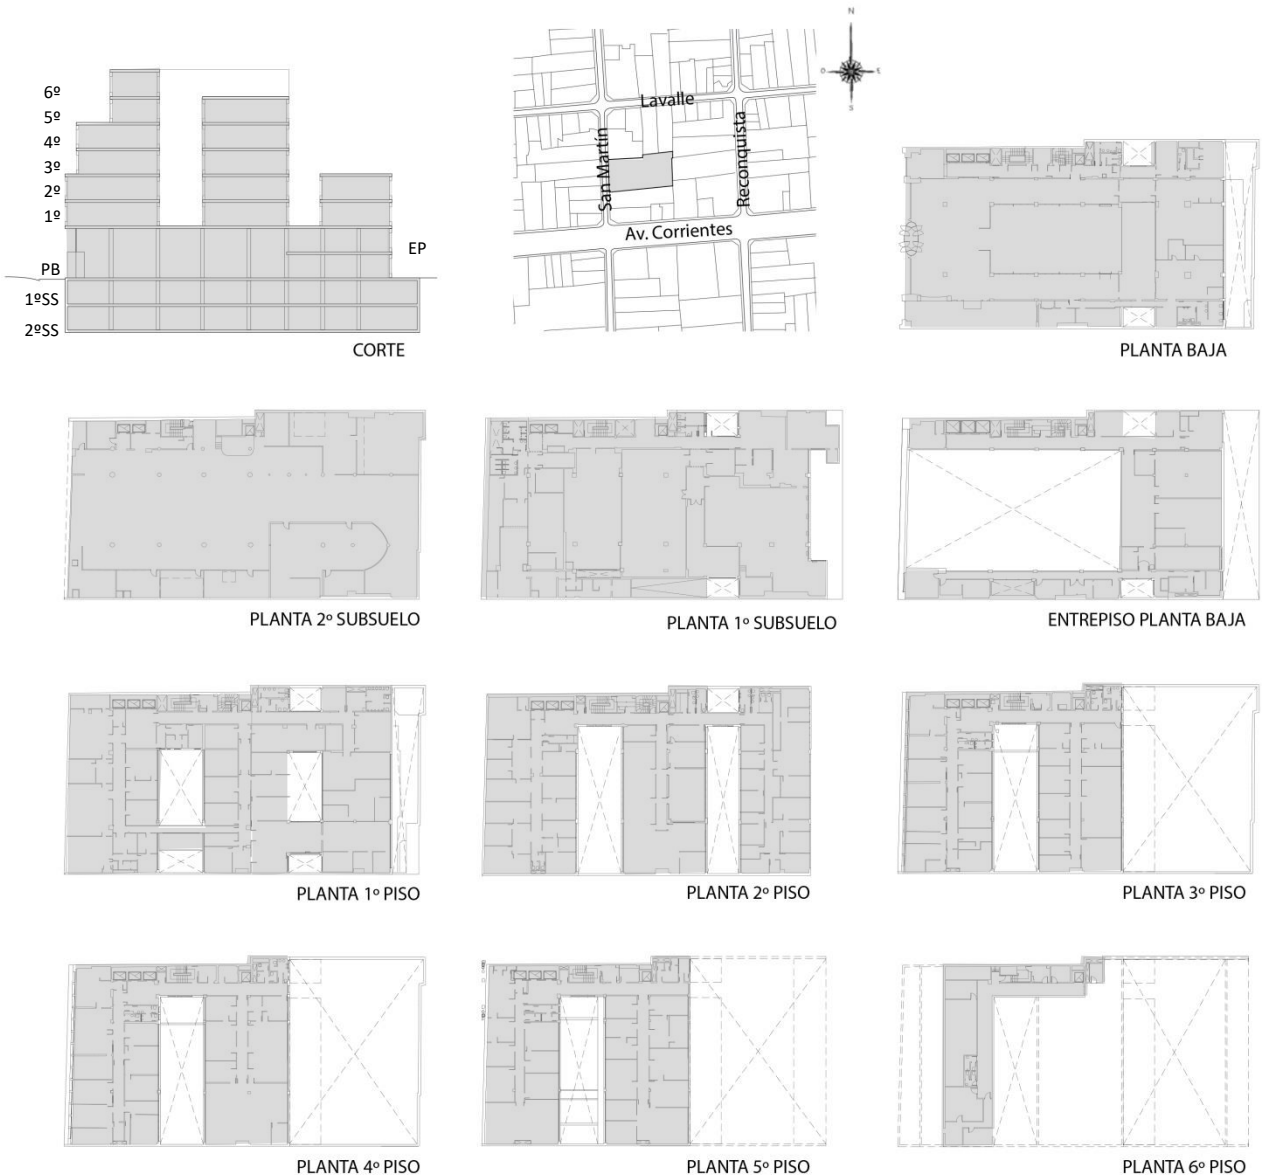 6º
5º
4º
3º
2º
1º
PB
1ºSS
2ºSS
EP
CORTE
Lavalle
San Martín
Reconquista
Av. Corrientes
N
O
E
S
PLANTA BAJA
PLANTA 2º SUBSUELO
PLANTA 1º SUBSUELO
ENTREPISO PLANTA BAJA
PLANTA 1º PISO
PLANTA 2º PISO
PLANTA 3º PISO
PLANTA 4º PISO
PLANTA 5º PISO
PLANTA 6º PISO